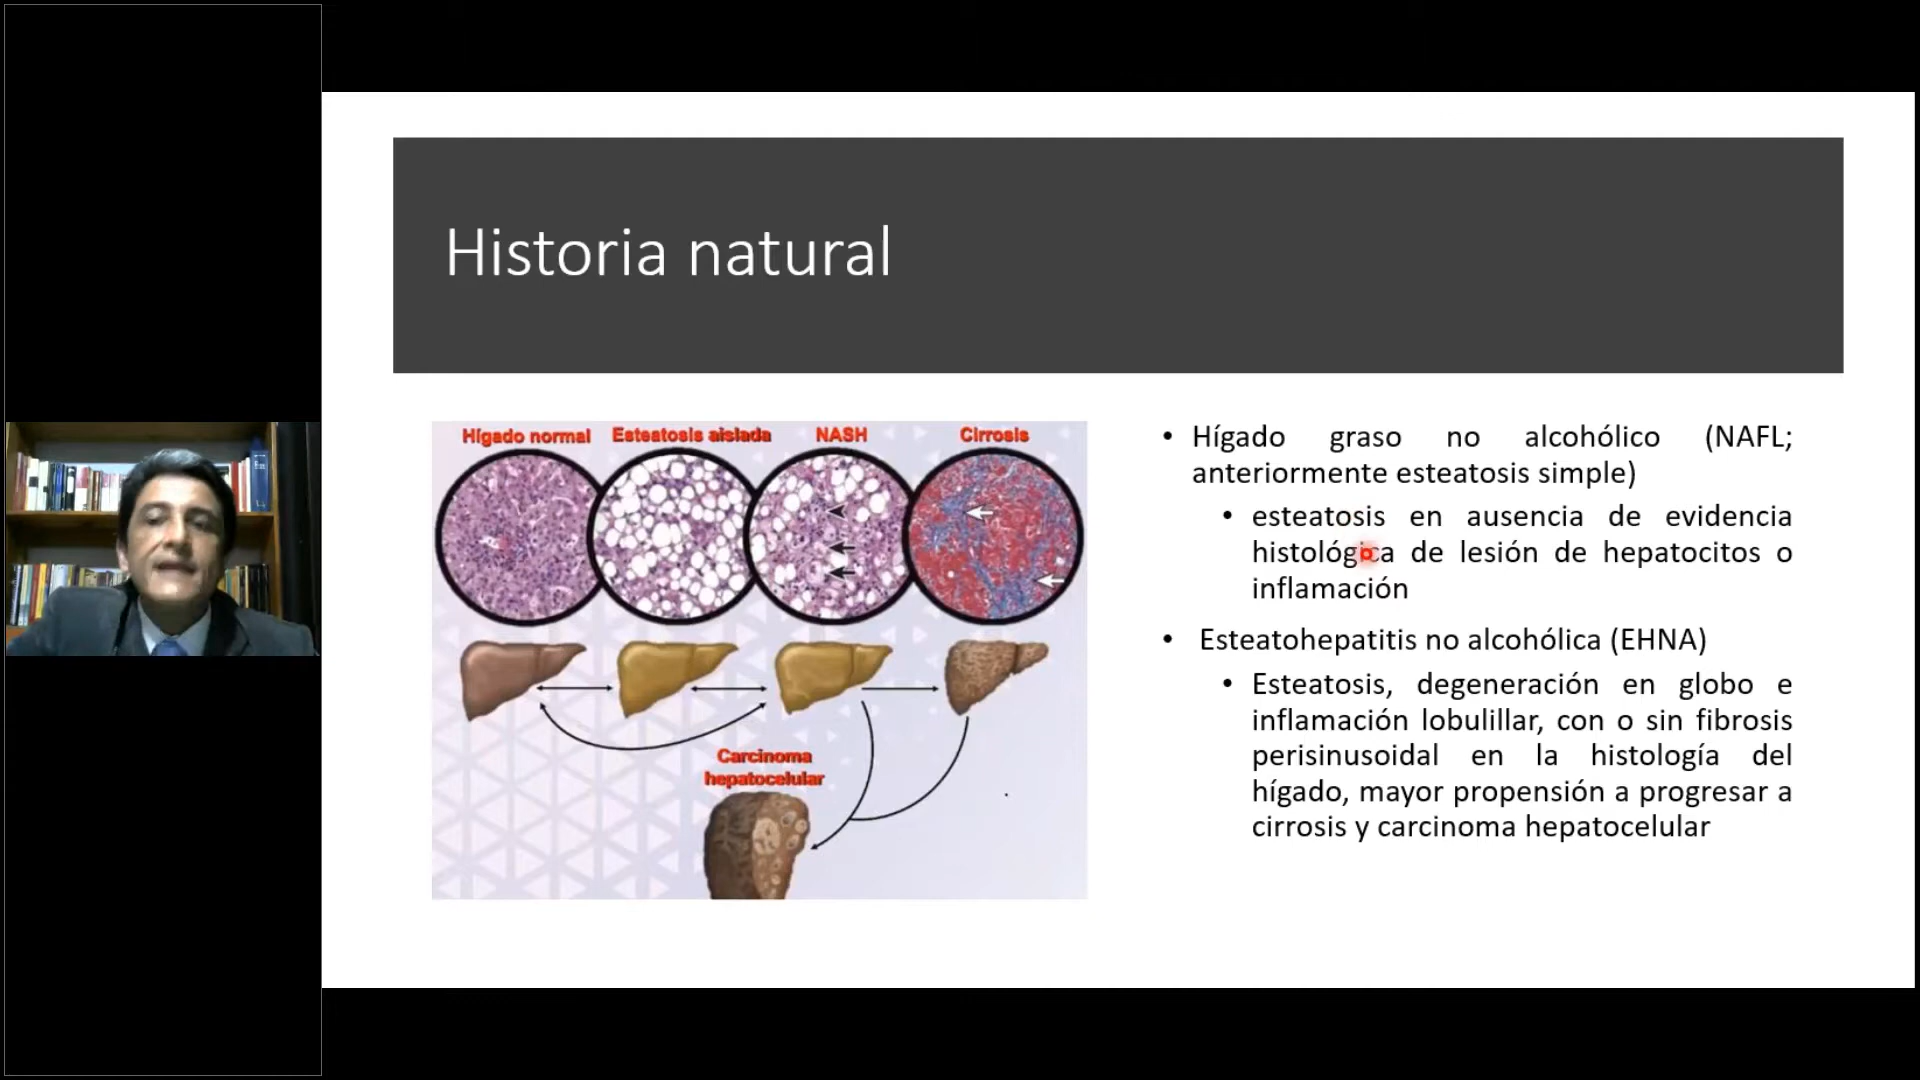 Historia natural
Hígado normal
Esteatosis aislada
NASH
Cirrosis
Carcinoma
hepatocelular
• Hígado graso no alcohólico (NAFL;
anteriormente esteatosis simple)
• esteatosis en ausencia de evidencia
histológica de lesión de hepatocitos o
inflamación
• Esteatohepatitis no alcohólica (EHNA)
• Esteatosis, degeneración en globo e
inflamación lobulillar, con o sin fibrosis
perisinusoidal en la histología del
hígado, mayor propensión a progresar a
cirrosis y carcinoma hepatocelular